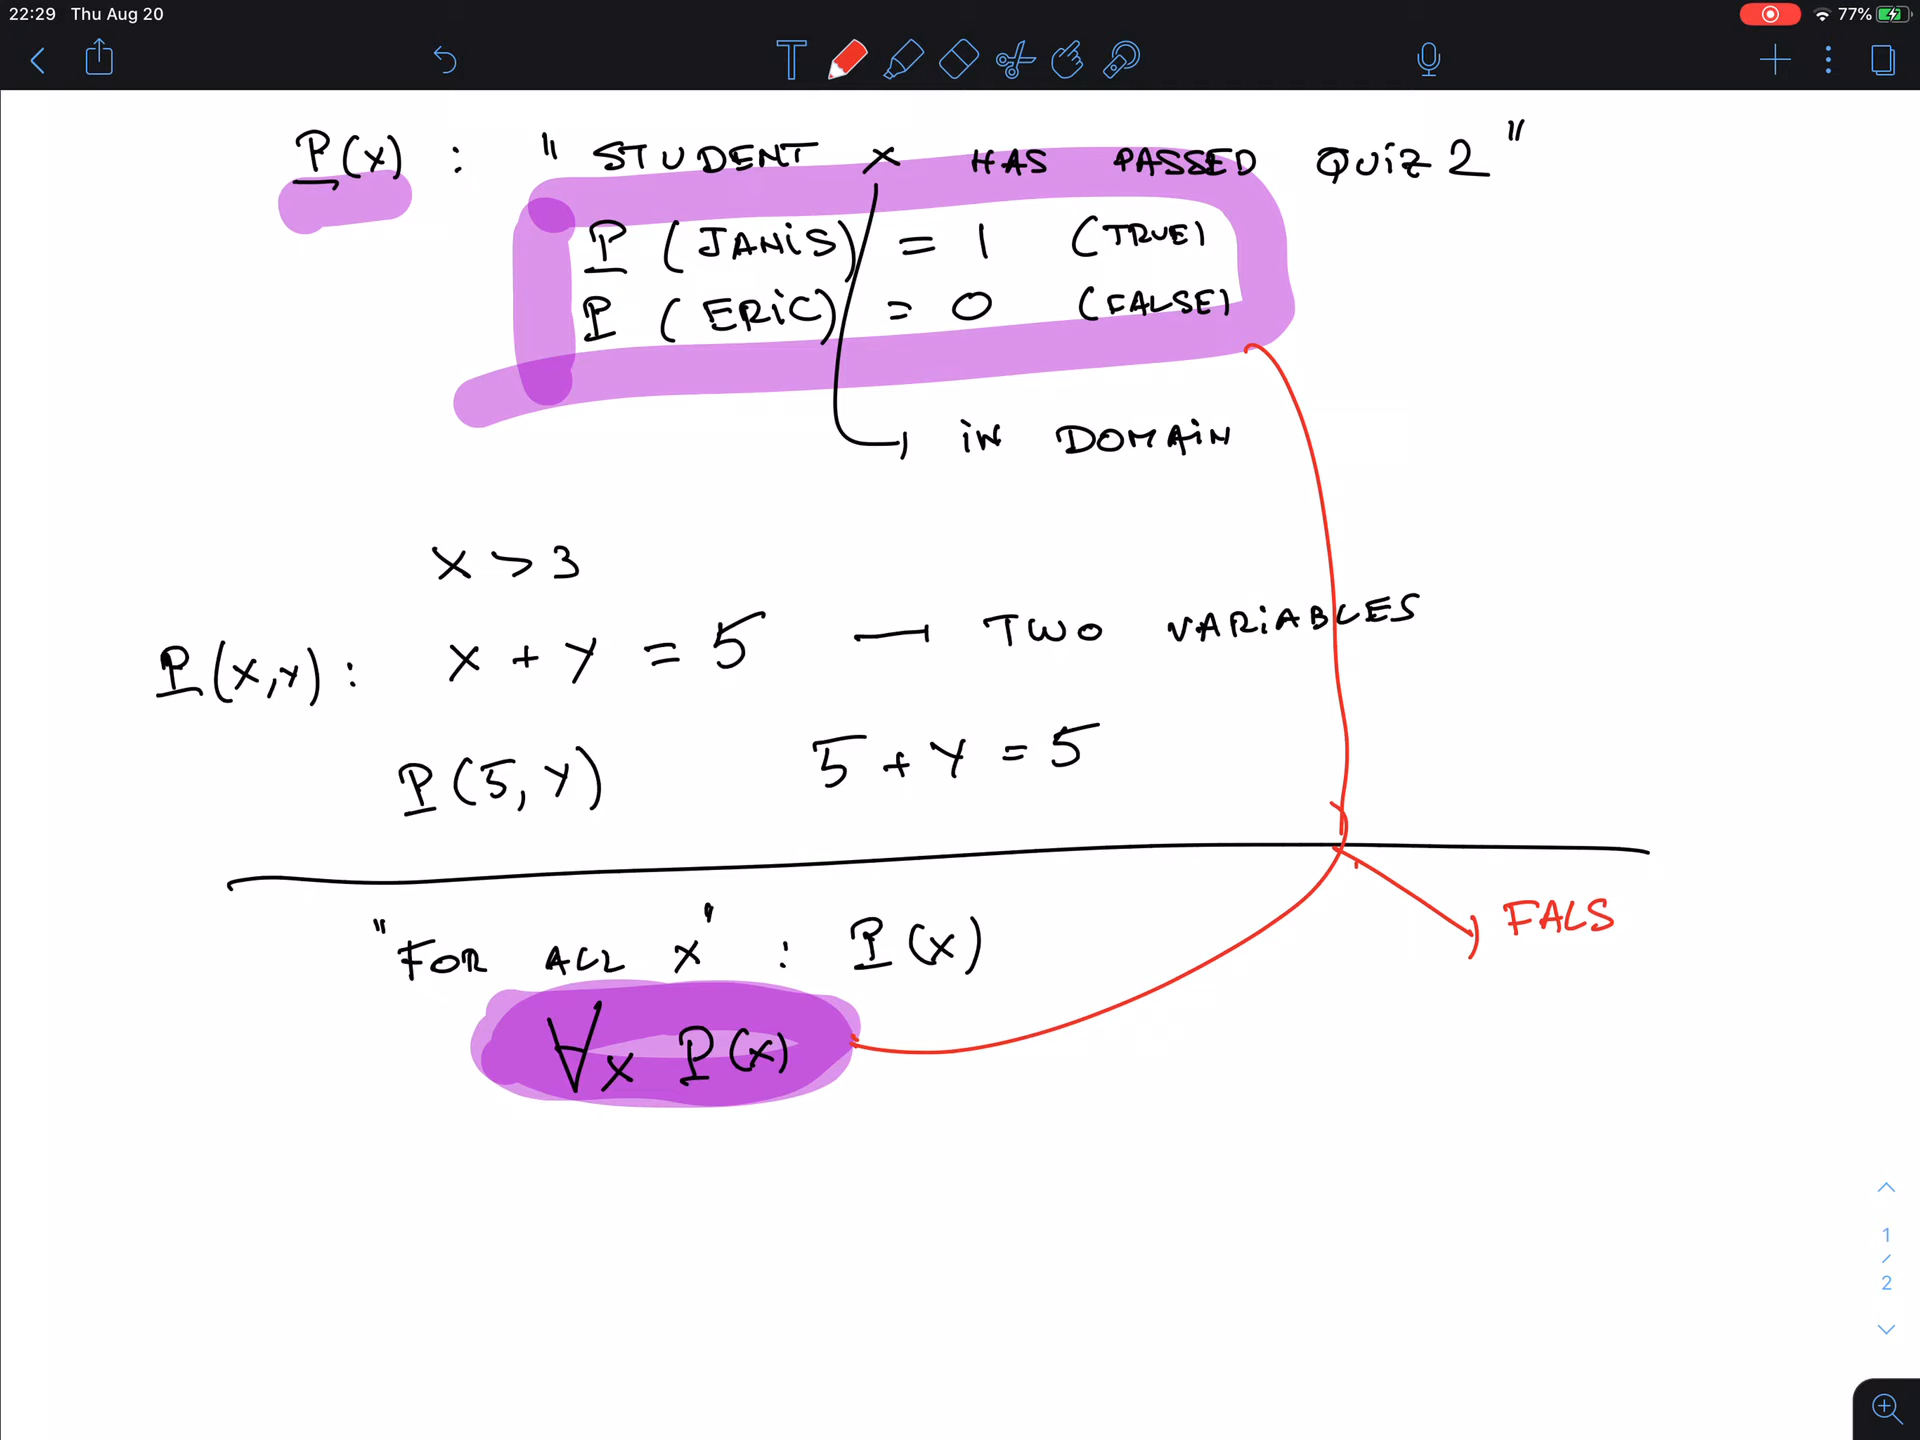 22:29 Thu Aug 20 77%
P(x) : " STUDENT x HAS PASSED QUIZ 2 "
P (JANIS) = 1 (TRUE)
P (ERIC) = 0 (FALSE)
IN DOMAIN
x > 3
P(x,y) : x + y = 5 — TWO VARIABLES
P(5, y) 5 + y = 5
"FOR ALL x" : P(x)
FALS
∀x P(x)
1
/
2